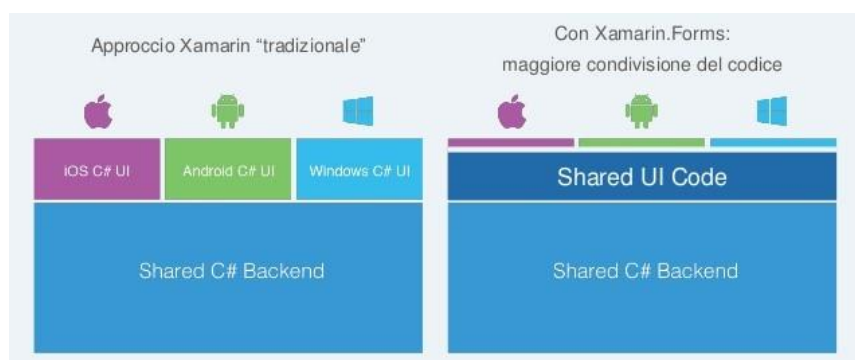 Approccio Xamarin “tradizionale”
iOS C# UI
Android C# UI
Windows C# UI
Shared C# Backend
Con Xamarin.Forms:
maggiore condivisione del codice
Shared UI Code
Shared C# Backend